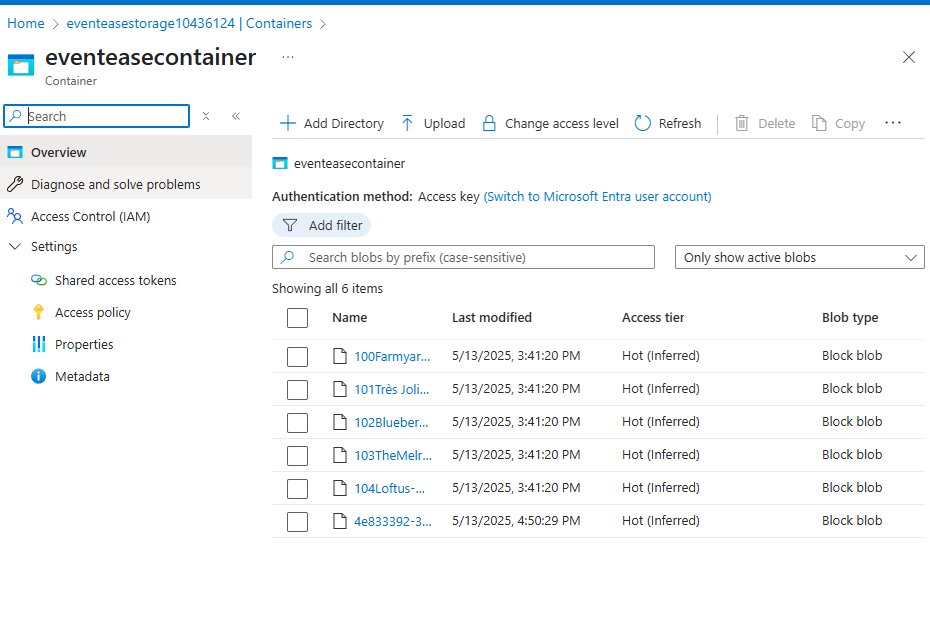 Home > eventeasestorage10436124 | Containers >
eventeasecontainer ...
Container
Search
Overview
Diagnose and solve problems
Access Control (IAM)
Settings
Shared access tokens
Access policy
Properties
Metadata
Add Directory Upload Change access level Refresh Delete Copy ...
eventeasecontainer
Authentication method: Access key (Switch to Microsoft Entra user account)
Add filter
Search blobs by prefix (case-sensitive) Only show active blobs
Showing all 6 items
Name Last modified Access tier Blob type
100Farmyar... 5/13/2025, 3:41:20 PM Hot (Inferred) Block blob
101Très Joli... 5/13/2025, 3:41:20 PM Hot (Inferred) Block blob
102Blueber... 5/13/2025, 3:41:20 PM Hot (Inferred) Block blob
103TheMelr... 5/13/2025, 3:41:20 PM Hot (Inferred) Block blob
104Loftus-... 5/13/2025, 3:41:20 PM Hot (Inferred) Block blob
4e833392-3... 5/13/2025, 4:50:29 PM Hot (Inferred) Block blob